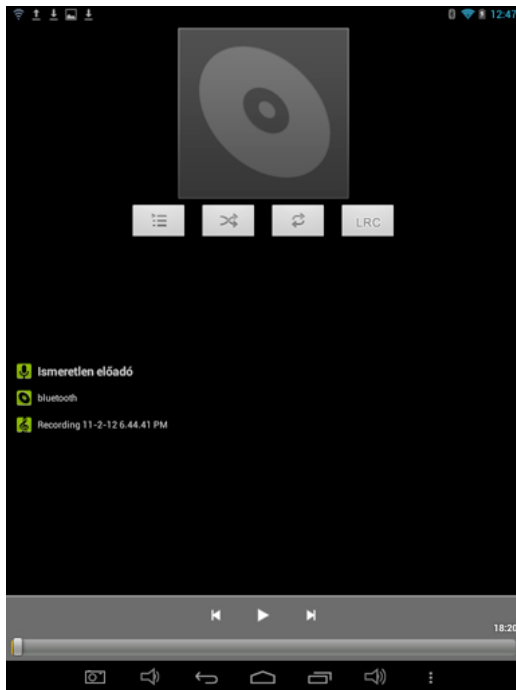 12:47
LRC
Ismeretlen előadó
bluetooth
Recording 11-2-12 6.44.41 PM
18:20